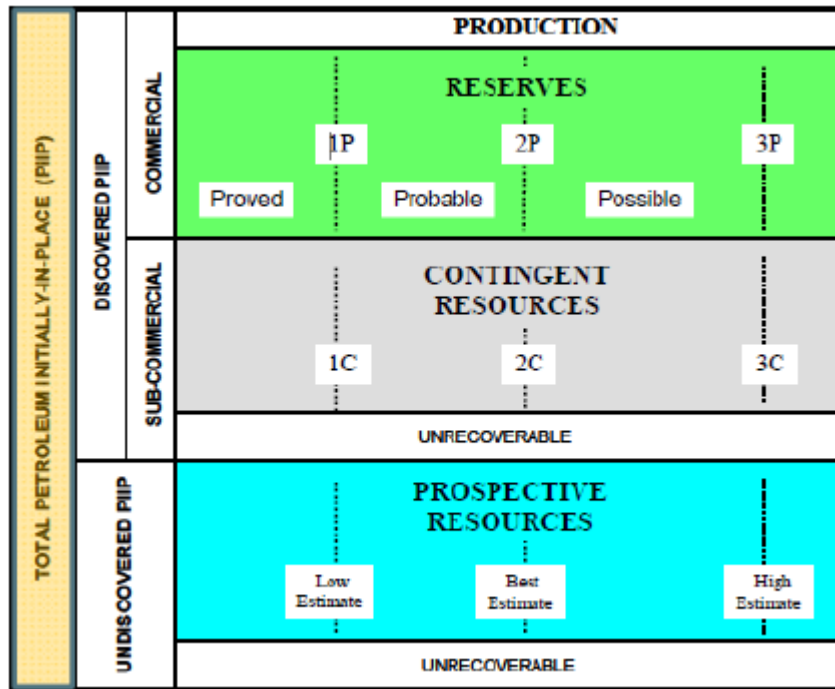 TOTAL PETROLEUM INITIALLY-IN-PLACE (PIIP)
DISCOVERED PIIP
COMMERCIAL
PRODUCTION
RESERVES
1P
2P
3P
Proved
Probable
Possible
SUB-COMMERCIAL
CONTINGENT
RESOURCES
1C
2C
3C
UNRECOVERABLE
UNDISCOVERED PIIP
PROSPECTIVE
RESOURCES
Low
Estimate
Best
Estimate
High
Estimate
UNRECOVERABLE